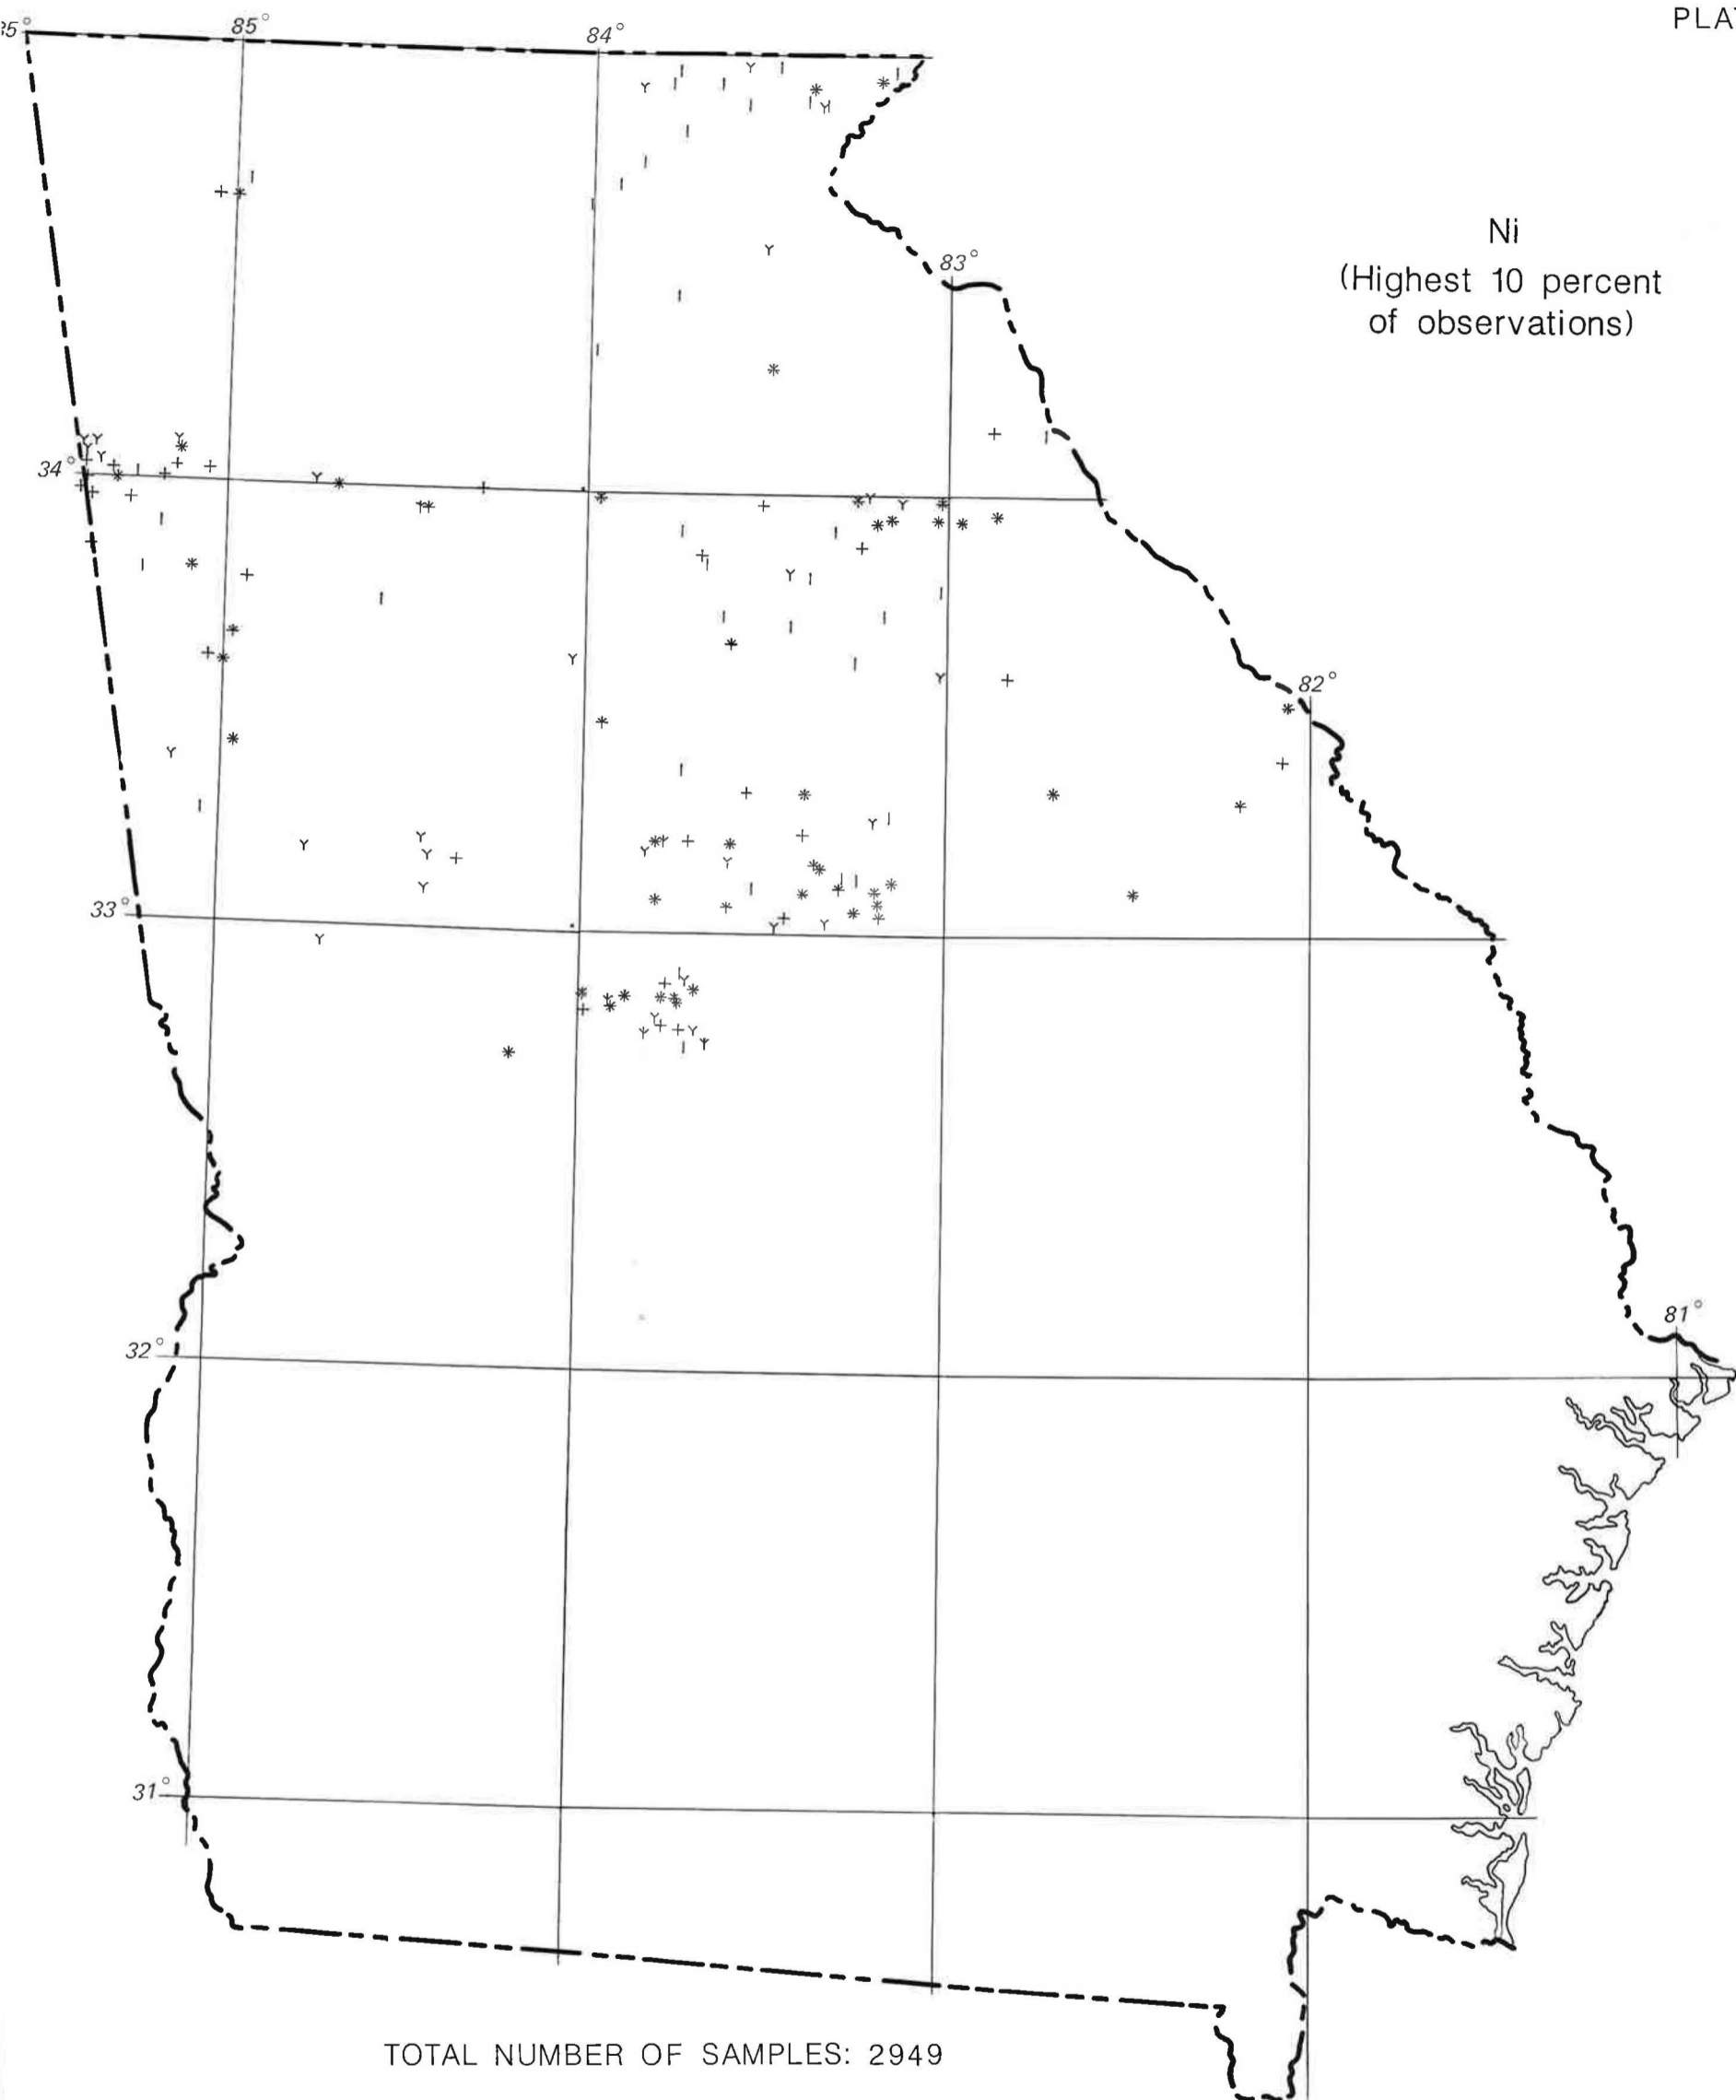 PLA
35°
85°
84°
Ni
(Highest 10 percent
of observations)
83°
34°
82°
33°
81°
32°
31°
TOTAL NUMBER OF SAMPLES: 2949